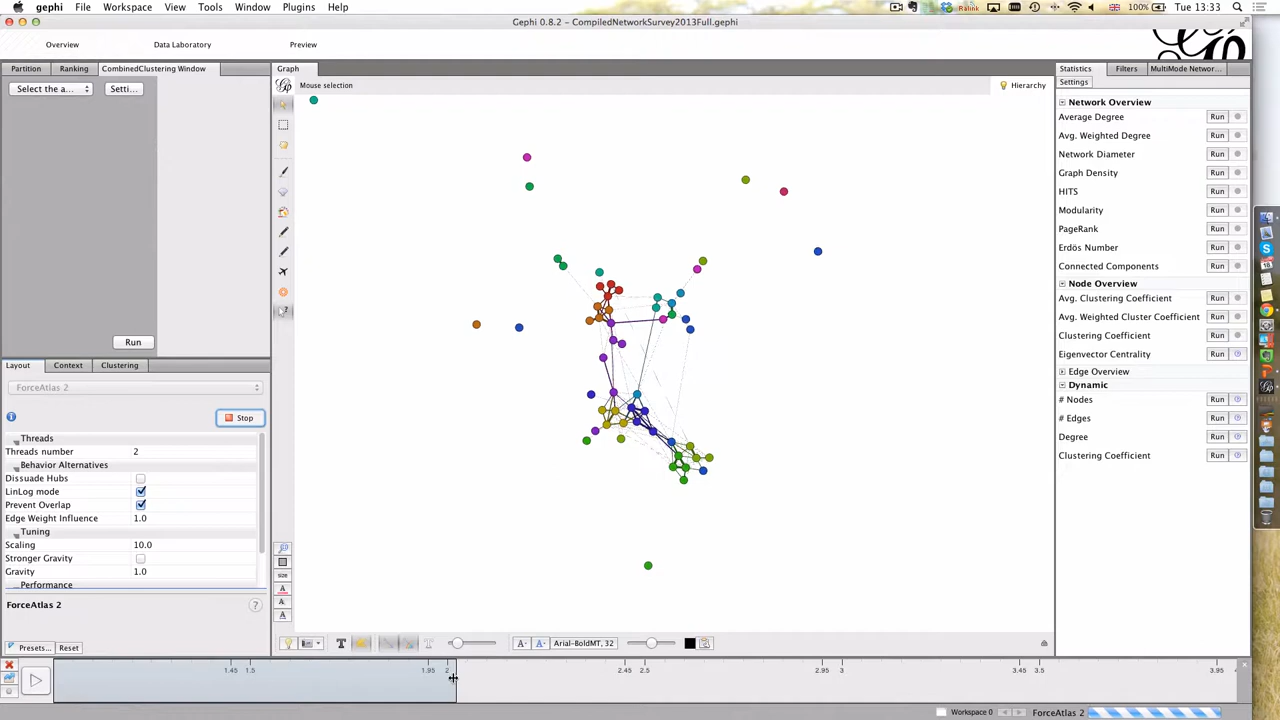 gephi File Workspace View Tools Window Plugins Help
Ralink 100% Tue 13:33
Gephi 0.8.2 - CompiledNetworkSurvey2013Full.gephi
Overview Data Laboratory Preview
Partition Ranking CombinedClustering Window
Select the a... Setti...
Run
Layout Context Clustering
ForceAtlas 2
Stop
Threads
Threads number 2
Behavior Alternatives
Dissuade Hubs
LinLog mode
Prevent Overlap
Edge Weight Influence 1.0
Tuning
Scaling 10.0
Stronger Gravity
Gravity 1.0
Performance
ForceAtlas 2
?
Presets... Reset
Graph
Mouse selection
Hierarchy
SIZE
A
A
A
T T A- A- Arial-BoldMT, 32
Statistics Filters MultiMode Networ...
Settings
Network Overview
Average Degree Run
Avg. Weighted Degree Run
Network Diameter Run
Graph Density Run
HITS Run
Modularity Run
PageRank Run
Erdös Number Run
Connected Components Run
Node Overview
Avg. Clustering Coefficient Run
Avg. Weighted Cluster Coefficient Run
Clustering Coefficient Run
Eigenvector Centrality Run
Edge Overview
Dynamic
# Nodes Run
# Edges Run
Degree Run
Clustering Coefficient Run
1.45 1.5 1.95 2 2.45 2.5 2.95 3 3.45 3.5 3.95
Workspace 0 ForceAtlas 2